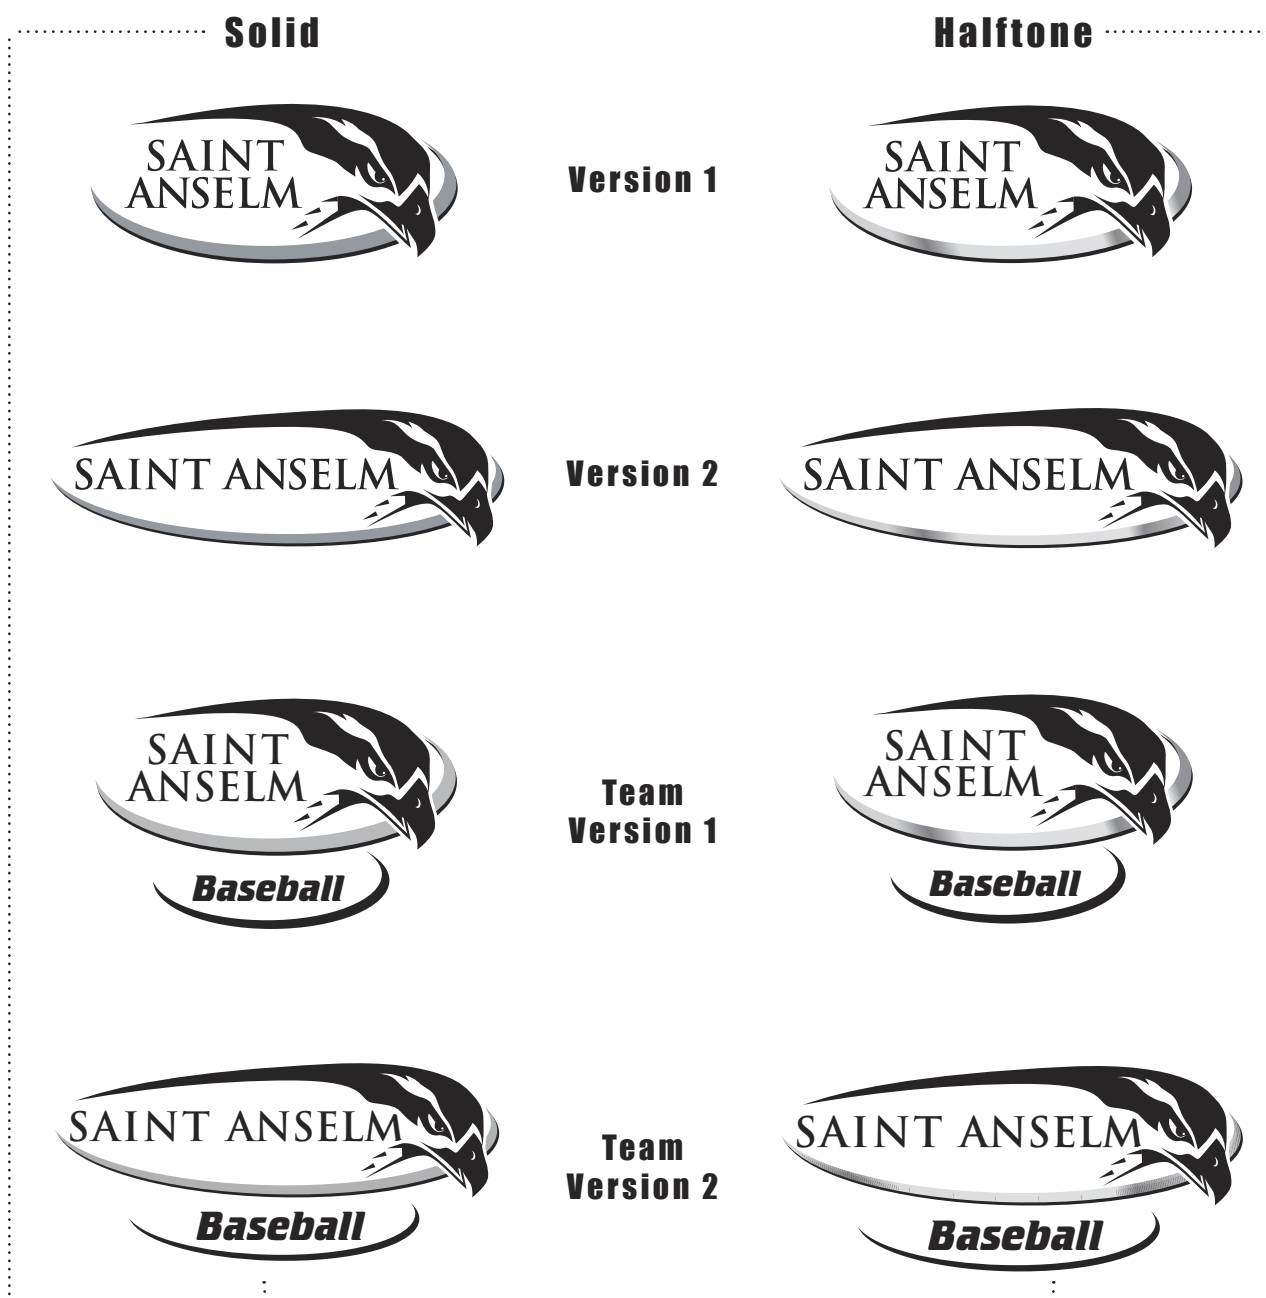 Solid
Halftone
SAINT
ANSELM
Version 1
SAINT
ANSELM
SAINT ANSELM
Version 2
SAINT ANSELM
SAINT
ANSELM
Baseball
Team
Version 1
SAINT
ANSELM
Baseball
SAINT ANSELM
Baseball
Team
Version 2
SAINT ANSELM
Baseball